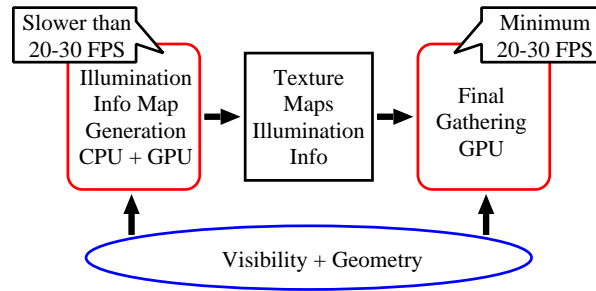 Slower than
20-30 FPS
Illumination
Info Map
Generation
CPU + GPU
Texture
Maps
Illumination
Info
Minimum
20-30 FPS
Final
Gathering
GPU
Visibility + Geometry